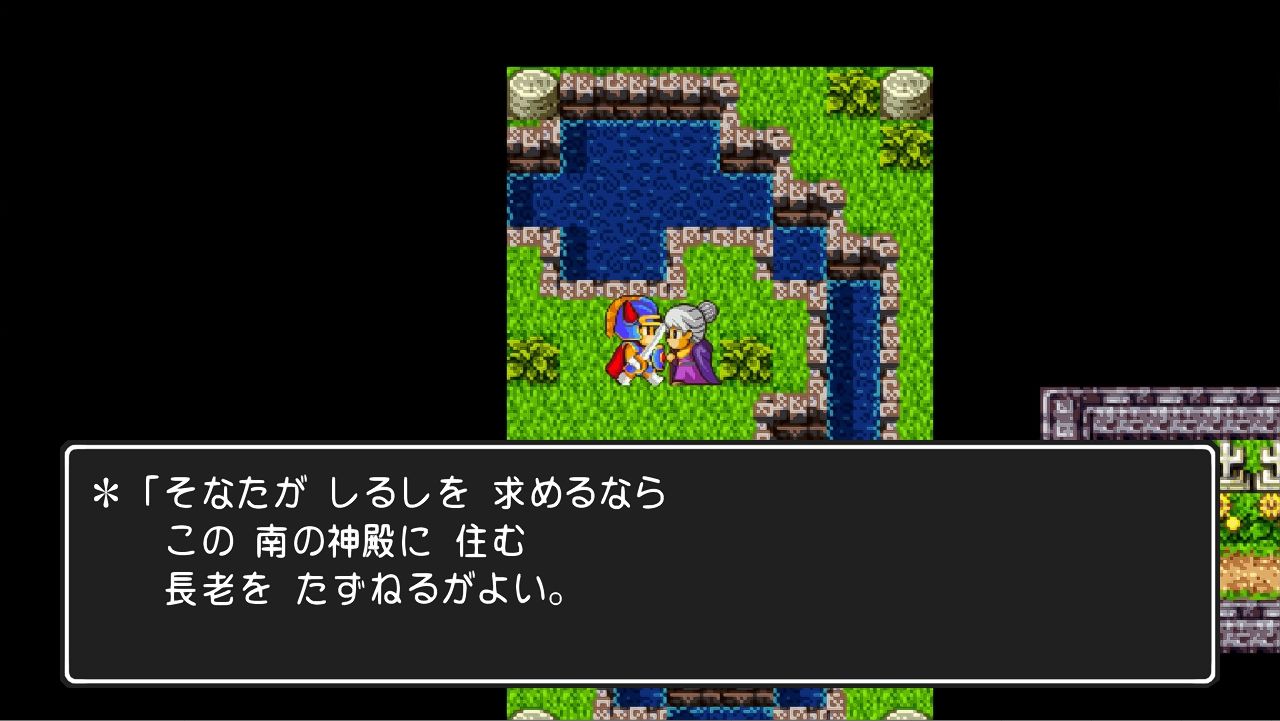 ＊「そなたが しるしを 求めるなら
この 南の神殿に 住む
長老を たずねるがよい。